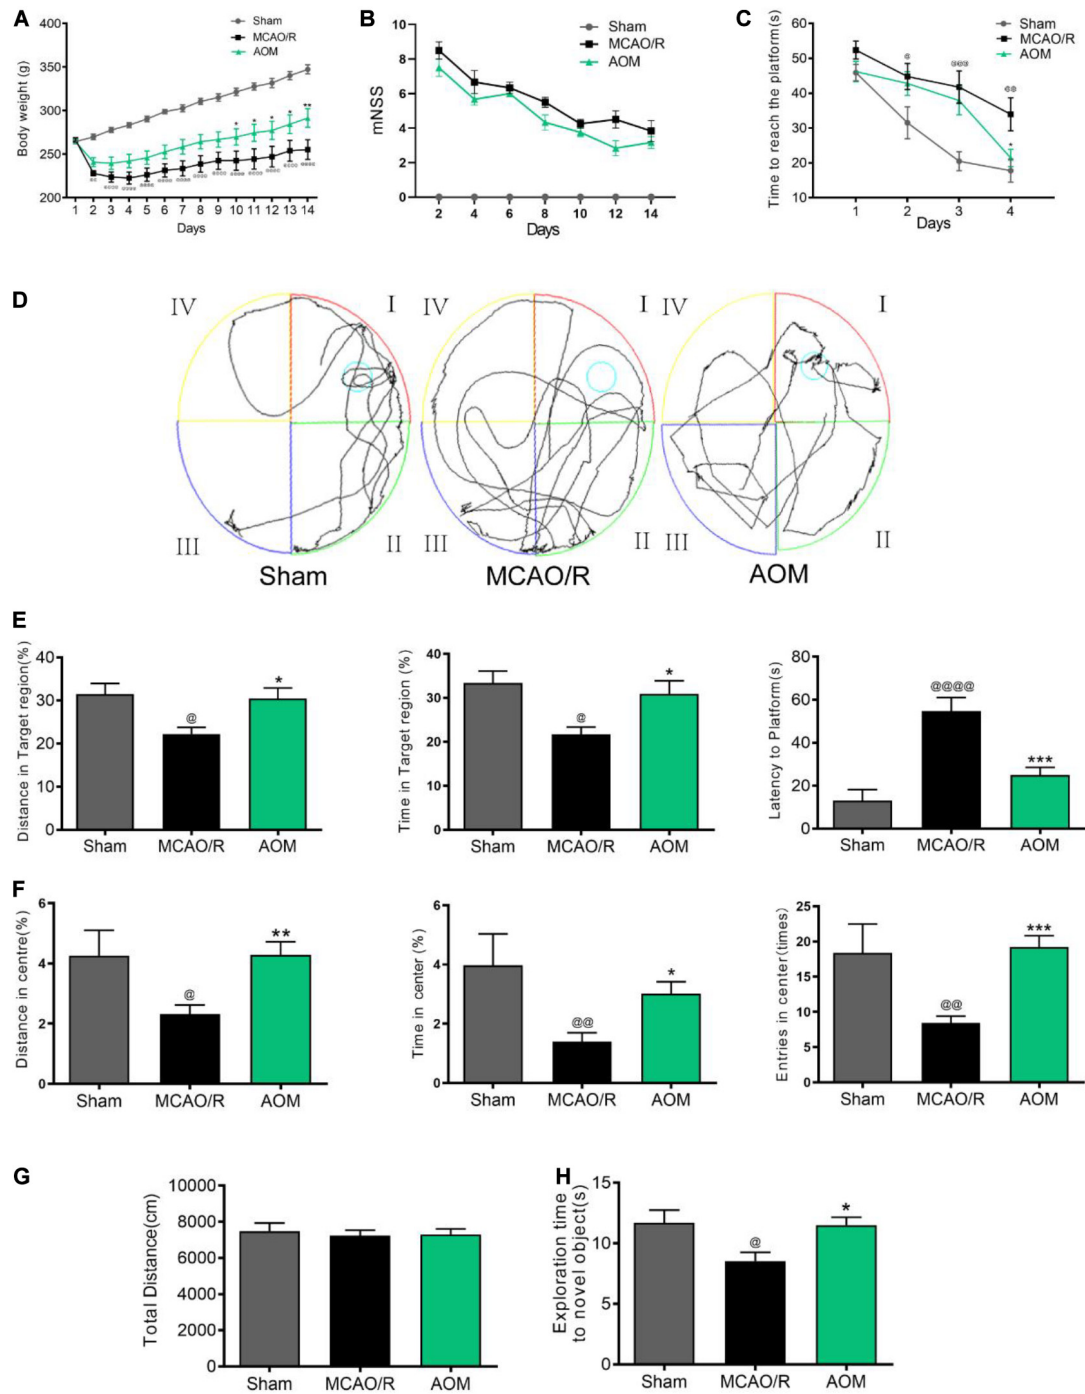 A
Body weight (g)
400
350
300
250
200
Sham
MCAO/R
AOM
* * * * **
1 2 3 4 5 6 7 8 9 10 11 12 13 14
Days
B
mNSS
10
8
6
4
2
0
Sham
MCAO/R
AOM
2 4 6 8 10 12 14
Days
C
Time to reach the platform(s)
60
50
40
30
20
10
Sham
MCAO/R
AOM
@ @@@ @@
*
1 2 3 4
Days
D
IV I
III II
Sham
IV I
III II
MCAO/R
IV I
III II
AOM
E
Distance in Target region(%)
40
30
20
10
0
@ *
Sham MCAO/R AOM
Time in Target region (%)
40
30
20
10
0
@ *
Sham MCAO/R AOM
Latency to Platform(s)
80
60
40
20
0
@@@@ ***
Sham MCAO/R AOM
F
Distance in centre(%)
6
4
2
0
@ **
Sham MCAO/R AOM
Time in center (%)
6
4
2
0
@@ *
Sham MCAO/R AOM
Entries in center(times)
25
20
15
10
5
0
@@ ***
Sham MCAO/R AOM
G
Total Distance(cm)
10000
8000
6000
4000
2000
0
Sham MCAO/R AOM
H
Exploration time
to novel object(s)
15
10
5
0
@ *
Sham MCAO/R AOM